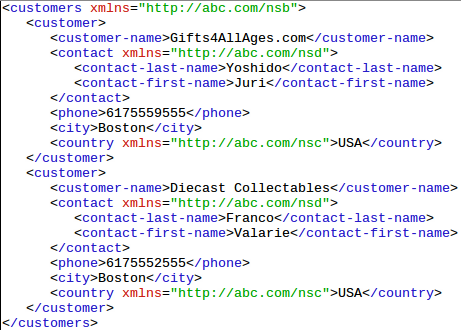 <customers xmlns="http://abc.com/nsb">
   <customer>
      <customer-name>Gifts4AllAges.com</customer-name>
      <contact xmlns="http://abc.com/nsd">
         <contact-last-name>Yoshido</contact-last-name>
         <contact-first-name>Juri</contact-first-name>
      </contact>
      <phone>6175559555</phone>
      <city>Boston</city>
      <country xmlns="http://abc.com/nsc">USA</country>
   </customer>
   <customer>
      <customer-name>Diecast Collectables</customer-name>
      <contact xmlns="http://abc.com/nsd">
         <contact-last-name>Franco</contact-last-name>
         <contact-first-name>Valarie</contact-first-name>
      </contact>
      <phone>6175552555</phone>
      <city>Boston</city>
      <country xmlns="http://abc.com/nsc">USA</country>
   </customer>
</customers>